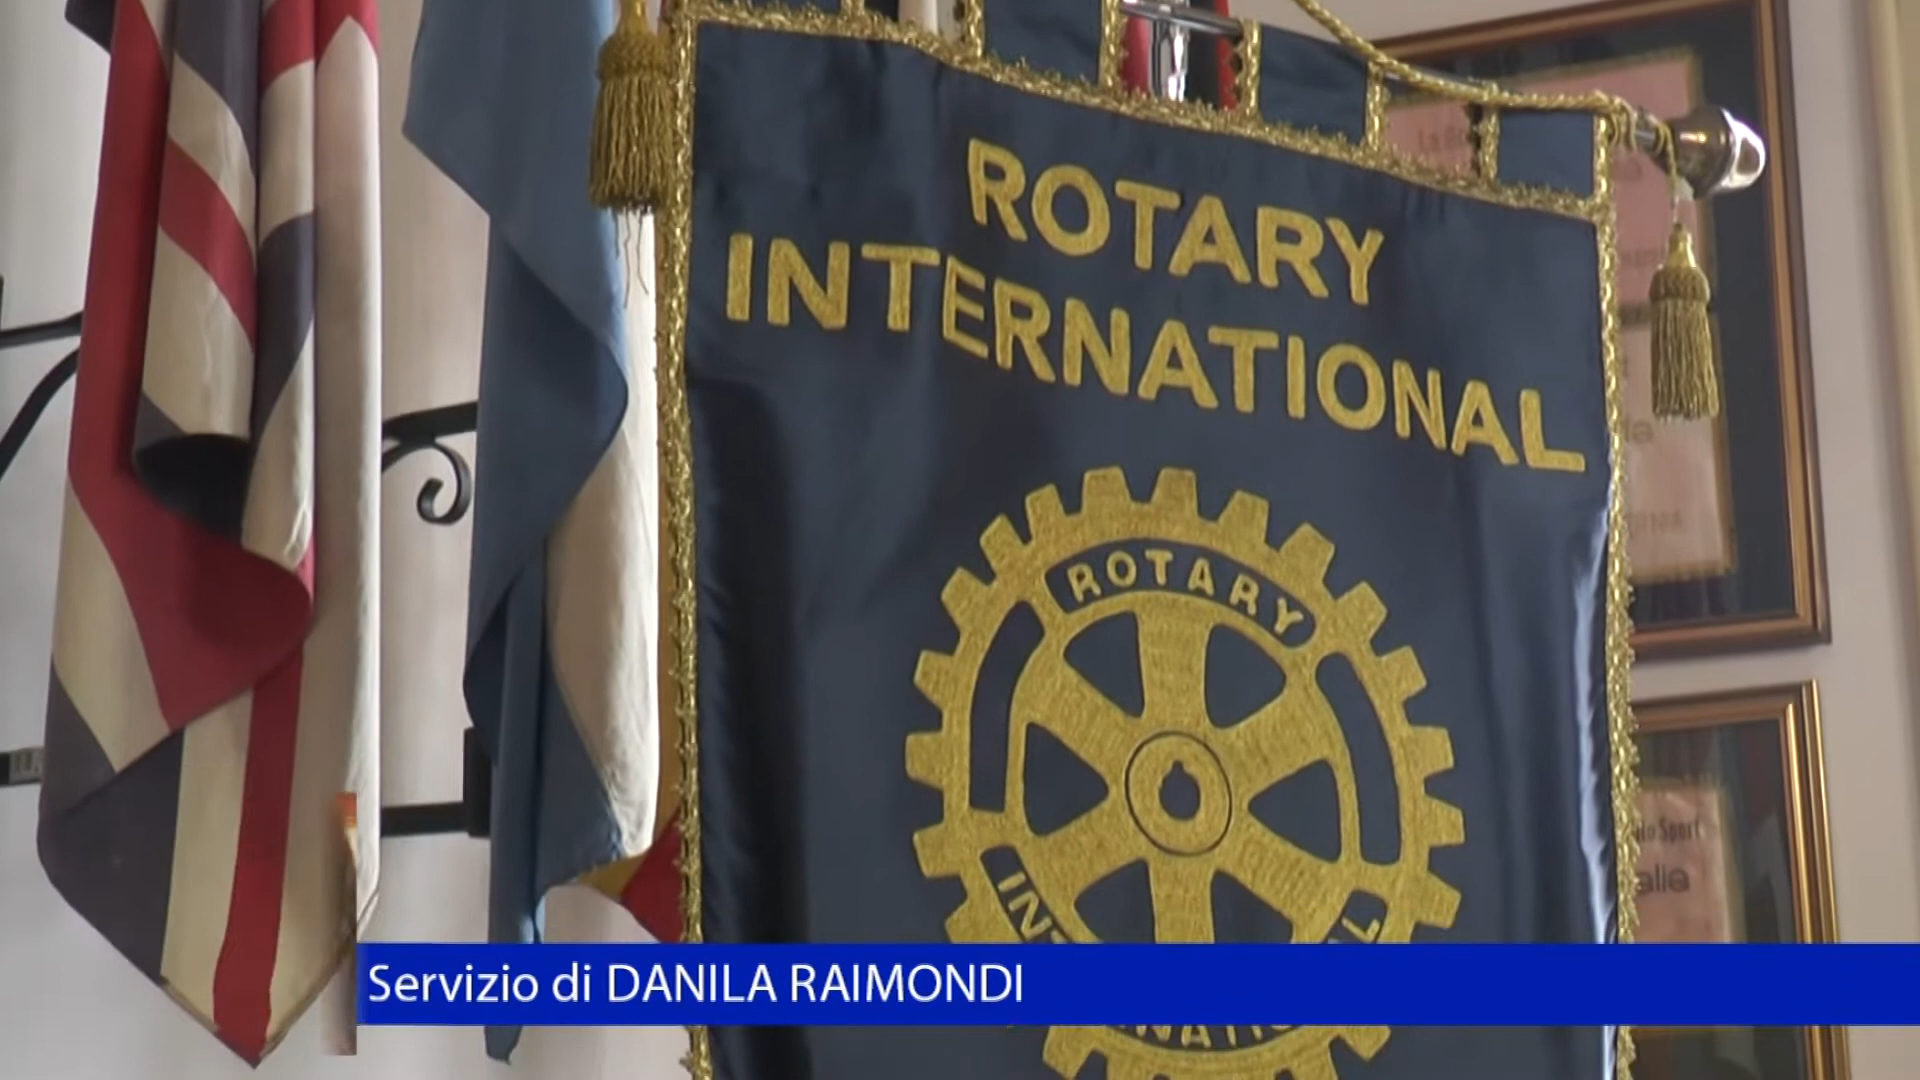 ROTARY
INTERNATIONAL
ROTARY
Servizio di DANILA RAIMONDI